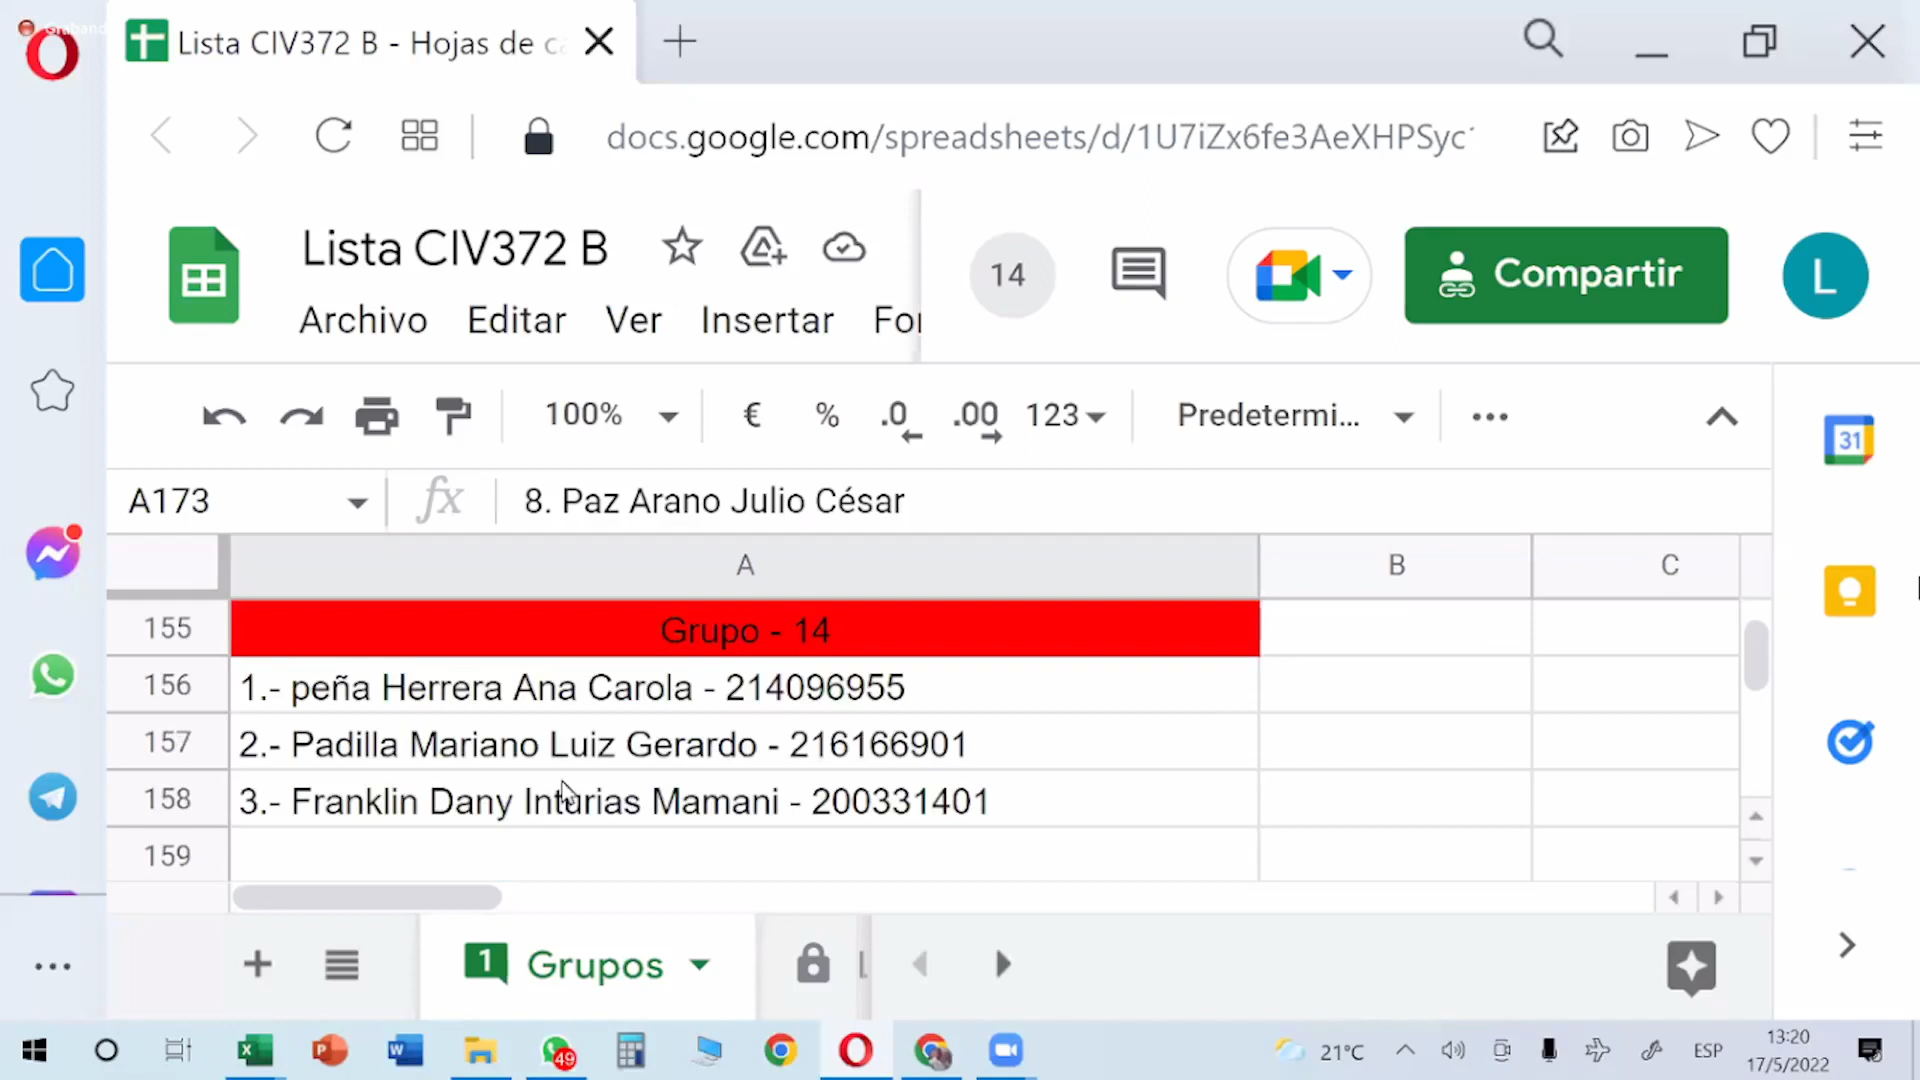 Grabando
Lista CIV372 B - Hojas de cá
docs.google.com/spreadsheets/d/1U7iZx6fe3AeXHPSyc
Lista CIV372 B
14
Compartir
L
Archivo Editar Ver Insertar For
100% € % .0 .00 123 Predetermi... ...
31
A173 fx 8. Paz Arano Julio César
A B C
155 Grupo - 14
156 1.- peña Herrera Ana Carola - 214096955
157 2.- Padilla Mariano Luiz Gerardo - 216166901
158 3.- Franklin Dany Inturias Mamani - 200331401
159
1 Grupos
49
21°C ESP 13:20
17/5/2022